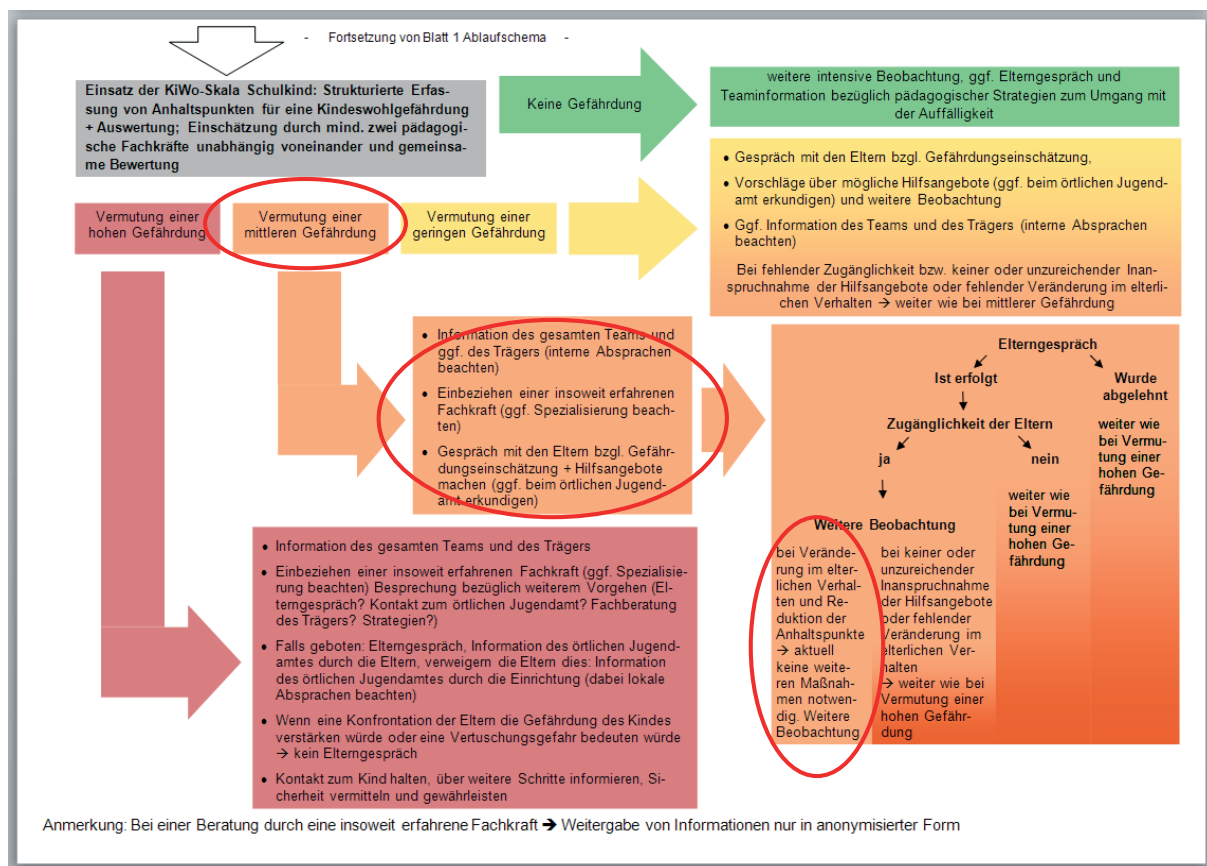 - Fortsetzung von Blatt 1 Ablaufschema -
Einsatz der KiWo-Skala Schulkind: Strukturierte Erfas-
sung von Anhaltspunkten für eine Kindeswohlgefährdung
+ Auswertung; Einschätzung durch mind. zwei pädagogi-
sche Fachkräfte unabhängig voneinander und gemeinsa-
me Bewertung
Keine Gefährdung
weitere intensive Beobachtung, ggf. Elterngespräch und
Teaminformation bezüglich pädagogischer Strategien zum Umgang mit
der Auffälligkeit
Vermutung einer
hohen Gefährdung
Vermutung einer
mittleren Gefährdung
Vermutung einer
geringen Gefährdung
• Gespräch mit den Eltern bzgl. Gefährdungseinschätzung,
• Vorschläge über mögliche Hilfsangebote (ggf. beim örtlichen Jugend-
amt erkundigen) und weitere Beobachtung
• Ggf. Information des Teams und des Trägers (interne Absprachen
beachten)
Bei fehlender Zugänglichkeit bzw. keiner oder unzureichender Inan-
spruchnahme der Hilfsangebote oder fehlender Veränderung im elterli-
chen Verhalten → weiter wie bei mittlerer Gefährdung
• Information des gesamten Teams und
ggf. des Trägers (interne Absprachen
beachten)
• Einbeziehen einer insoweit erfahrenen
Fachkraft (ggf. Spezialisierung beach-
ten)
• Gespräch mit den Eltern bzgl. Gefähr-
dungseinschätzung + Hilfsangebote
machen (ggf. beim örtlichen Jugend-
amt erkundigen)
Elterngespräch
Ist erfolgt
Wurde
abgelehnt
Zugänglichkeit der Eltern
ja
nein
weiter wie
bei Vermu-
tung einer
hohen Ge-
fährdung
weiter wie
bei Vermu-
tung einer
hohen Ge-
fährdung
Weitere Beobachtung
bei Verände-
rung im elter-
lichen Verhal-
ten und Re-
duktion der
Anhaltspunkte
→ aktuell
keine weite-
ren Maßnah-
men notwen-
dig. Weitere
Beobachtung
bei keiner oder
unzureichender
Inanspruchnahme
der Hilfsangebote
oder fehlender
Veränderung im
elterlichen Ver-
halten
→ weiter wie bei
Vermutung einer
hohen Gefähr-
dung
• Information des gesamten Teams und des Trägers
• Einbeziehen einer insoweit erfahrenen Fachkraft (ggf. Spezialisie-
rung beachten) Besprechung bezüglich weiterem Vorgehen (El-
terngespräch? Kontakt zum örtlichen Jugendamt? Fachberatung
des Trägers? Strategien?)
• Falls geboten: Elterngespräch, Information des örtlichen Jugend-
amtes durch die Eltern, verweigern die Eltern dies: Information
des örtlichen Jugendamtes durch die Einrichtung (dabei lokale
Absprachen beachten)
• Wenn eine Konfrontation der Eltern die Gefährdung des Kindes
verstärken würde oder eine Vertuschungsgefahr bedeuten würde
→ kein Elterngespräch
• Kontakt zum Kind halten, über weitere Schritte informieren, Si-
cherheit vermitteln und gewährleisten
Anmerkung: Bei einer Beratung durch eine insoweit erfahrene Fachkraft → Weitergabe von Informationen nur in anonymisierter Form